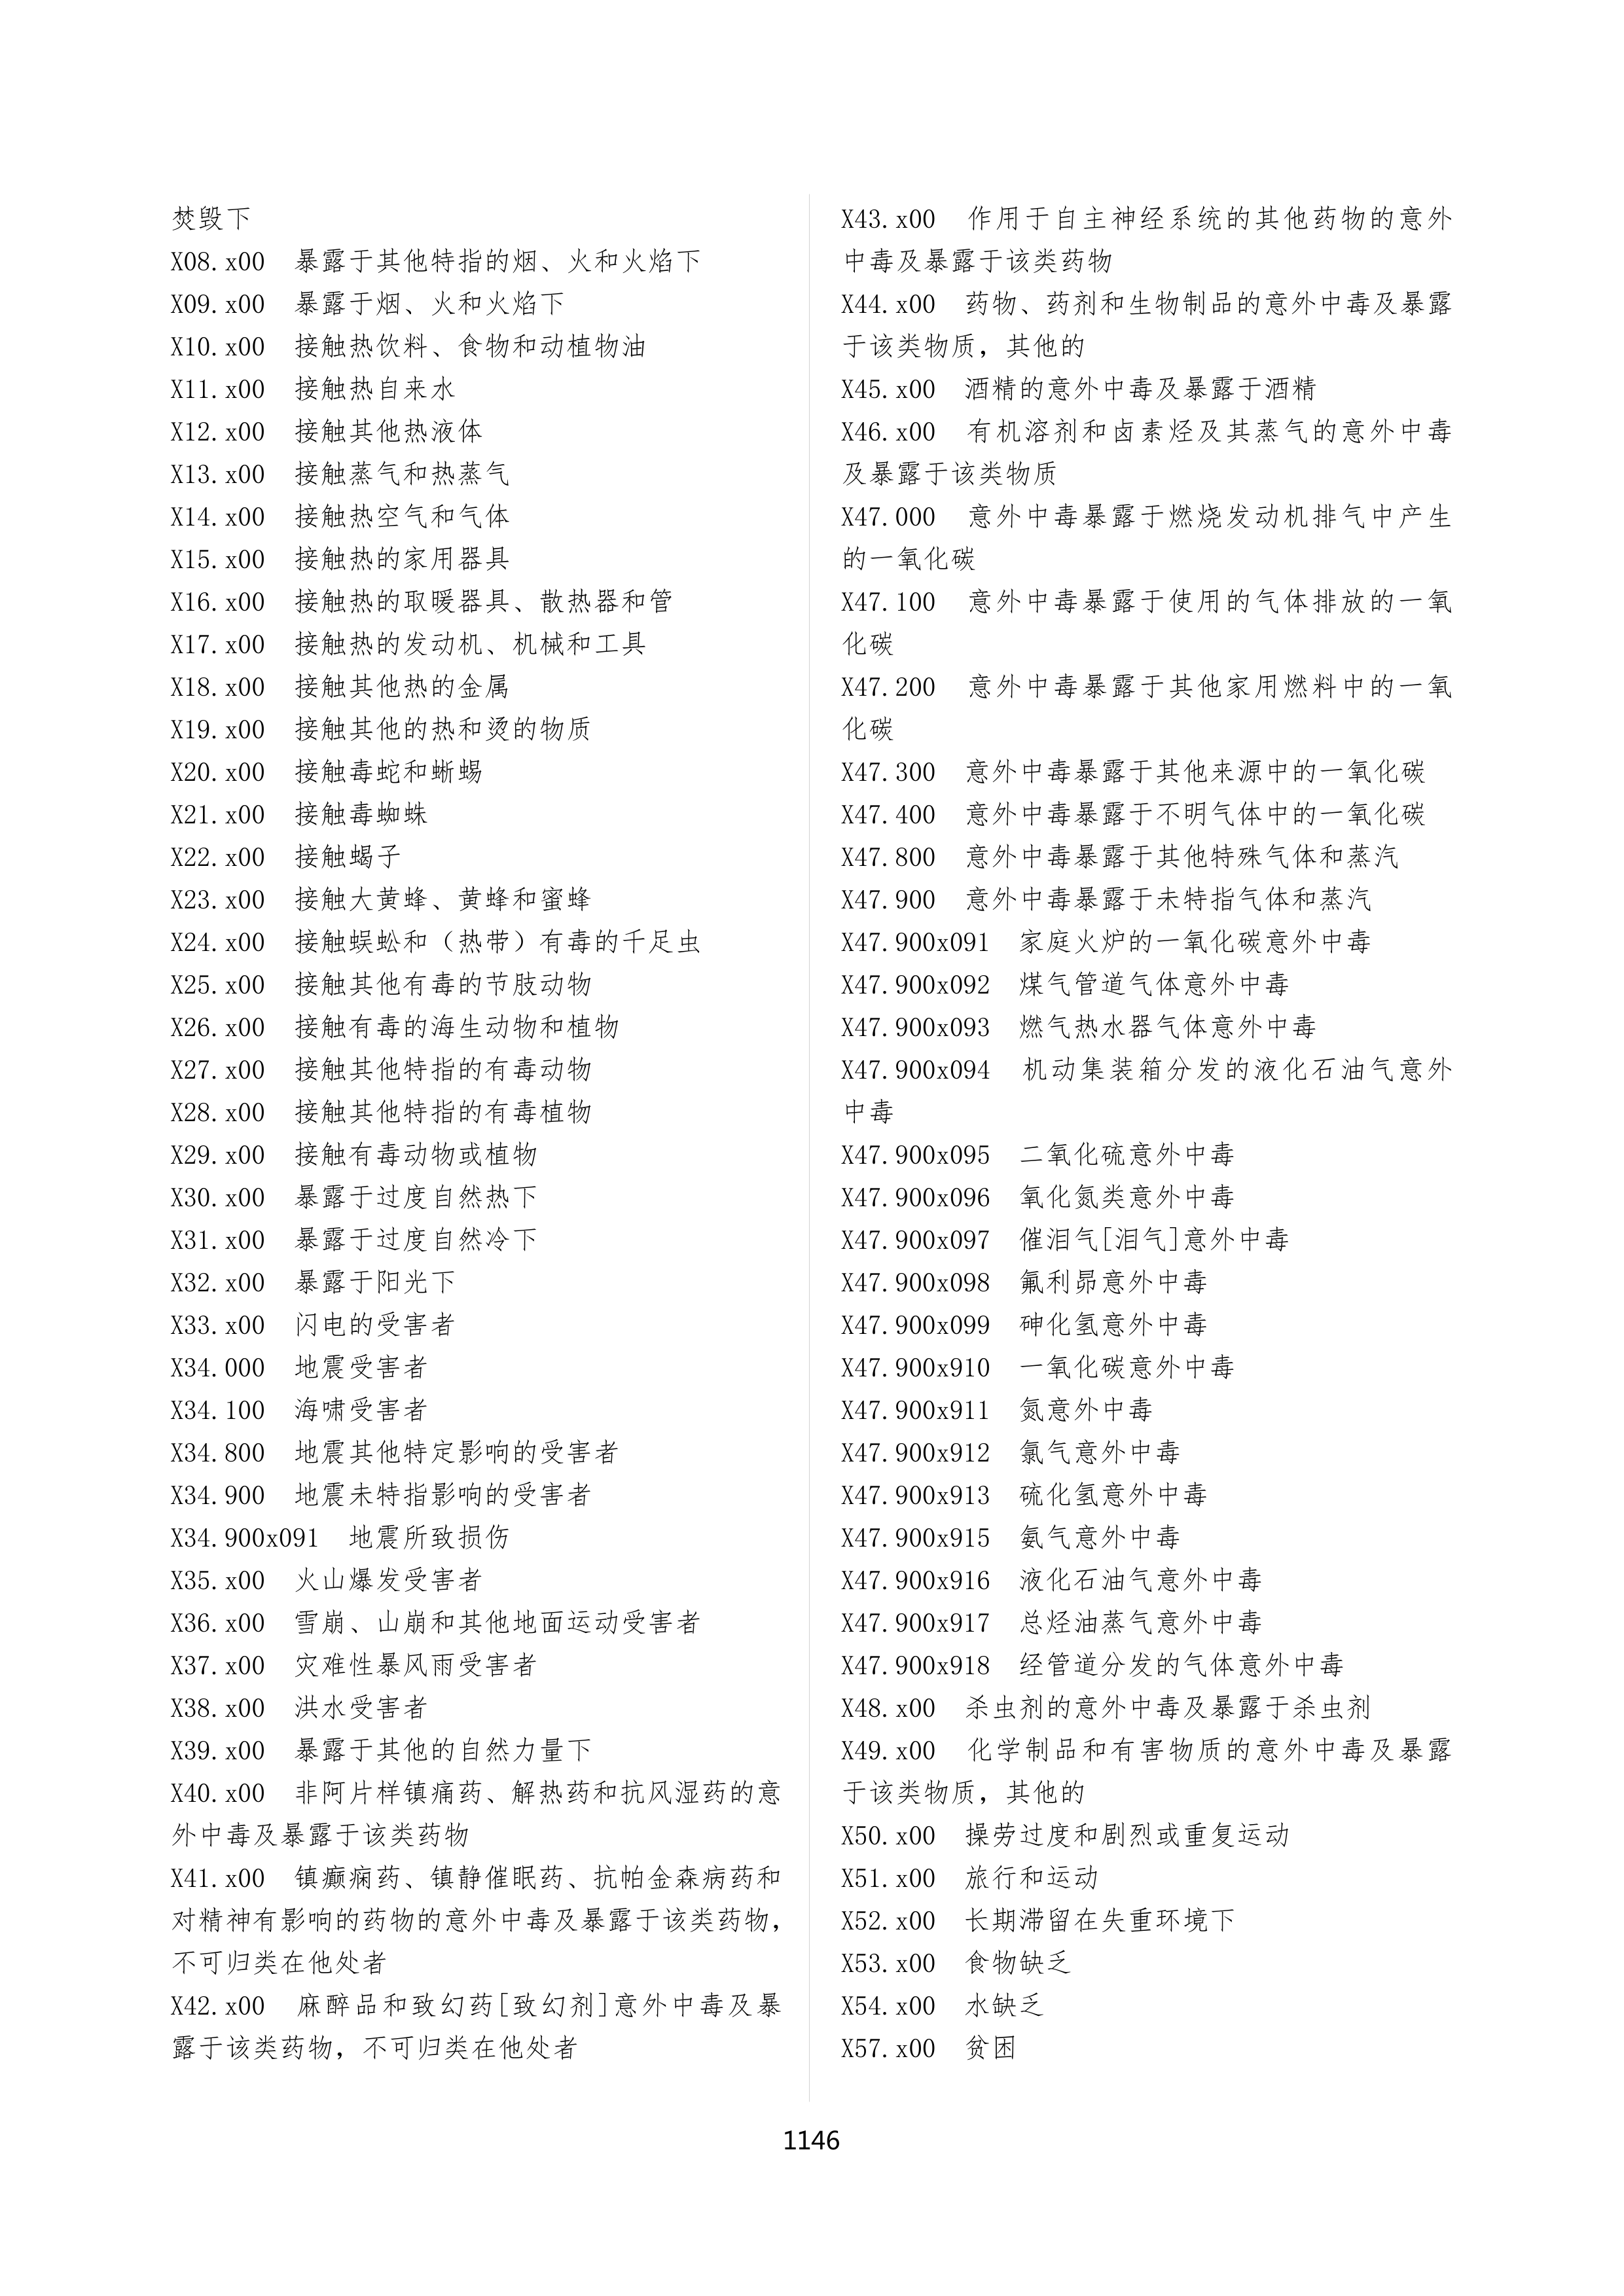 焚毁下
X08.x00 暴露于其他特指的烟、火和火焰下
X09.x00 暴露于烟、火和火焰下
X10.x00 接触热饮料、食物和动植物油
X11.x00 接触热自来水
X12.x00 接触其他热液体
X13.x00 接触蒸气和热蒸气
X14.x00 接触热空气和气体
X15.x00 接触热的家用器具
X16.x00 接触热的取暖器具、散热器和管
X17.x00 接触热的发动机、机械和工具
X18.x00 接触其他热的金属
X19.x00 接触其他的热和烫的物质
X20.x00 接触毒蛇和蜥蜴
X21.x00 接触毒蜘蛛
X22.x00 接触蝎子
X23.x00 接触大黄蜂、黄蜂和蜜蜂
X24.x00 接触蜈蚣和（热带）有毒的千足虫
X25.x00 接触其他有毒的节肢动物
X26.x00 接触有毒的海生动物和植物
X27.x00 接触其他特指的有毒动物
X28.x00 接触其他特指的有毒植物
X29.x00 接触有毒动物或植物
X30.x00 暴露于过度自然热下
X31.x00 暴露于过度自然冷下
X32.x00 暴露于阳光下
X33.x00 闪电的受害者
X34.000 地震受害者
X34.100 海啸受害者
X34.800 地震其他特定影响的受害者
X34.900 地震未特指影响的受害者
X34.900x091 地震所致损伤
X35.x00 火山爆发受害者
X36.x00 雪崩、山崩和其他地面运动受害者
X37.x00 灾难性暴风雨受害者
X38.x00 洪水受害者
X39.x00 暴露于其他的自然力量下
X40.x00 非阿片样镇痛药、解热药和抗风湿药的意
外中毒及暴露于该类药物
X41.x00 镇癫痫药、镇静催眠药、抗帕金森病药和
对精神有影响的药物的意外中毒及暴露于该类药物，
不可归类在他处者
X42.x00 麻醉品和致幻药[致幻剂]意外中毒及暴
露于该类药物，不可归类在他处者
X43.x00 作用于自主神经系统的其他药物的意外
中毒及暴露于该类药物
X44.x00 药物、药剂和生物制品的意外中毒及暴露
于该类物质，其他的
X45.x00 酒精的意外中毒及暴露于酒精
X46.x00 有机溶剂和卤素烃及其蒸气的意外中毒
及暴露于该类物质
X47.000 意外中毒暴露于燃烧发动机排气中产生
的一氧化碳
X47.100 意外中毒暴露于使用的气体排放的一氧
化碳
X47.200 意外中毒暴露于其他家用燃料中的一氧
化碳
X47.300 意外中毒暴露于其他来源中的一氧化碳
X47.400 意外中毒暴露于不明气体中的一氧化碳
X47.800 意外中毒暴露于其他特殊气体和蒸汽
X47.900 意外中毒暴露于未特指气体和蒸汽
X47.900x091 家庭火炉的一氧化碳意外中毒
X47.900x092 煤气管道气体意外中毒
X47.900x093 燃气热水器气体意外中毒
X47.900x094 机动集装箱分发的液化石油气意外
中毒
X47.900x095 二氧化硫意外中毒
X47.900x096 氧化氮类意外中毒
X47.900x097 催泪气[泪气]意外中毒
X47.900x098 氟利昂意外中毒
X47.900x099 砷化氢意外中毒
X47.900x910 一氧化碳意外中毒
X47.900x911 氮意外中毒
X47.900x912 氯气意外中毒
X47.900x913 硫化氢意外中毒
X47.900x915 氨气意外中毒
X47.900x916 液化石油气意外中毒
X47.900x917 总烃油蒸气意外中毒
X47.900x918 经管道分发的气体意外中毒
X48.x00 杀虫剂的意外中毒及暴露于杀虫剂
X49.x00 化学制品和有害物质的意外中毒及暴露
于该类物质，其他的
X50.x00 操劳过度和剧烈或重复运动
X51.x00 旅行和运动
X52.x00 长期滞留在失重环境下
X53.x00 食物缺乏
X54.x00 水缺乏
X57.x00 贫困
1146